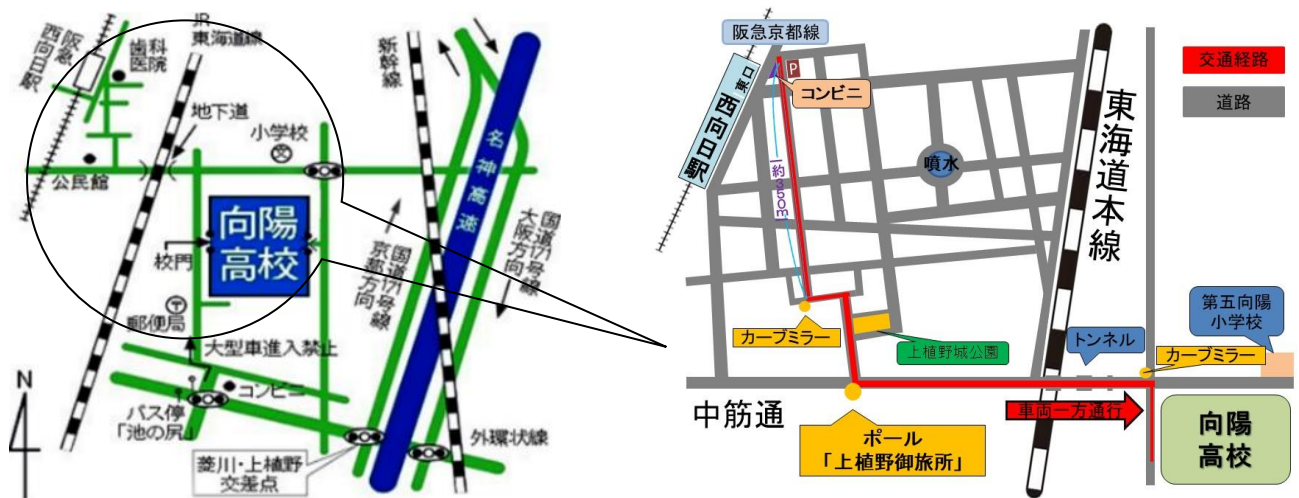 阪急
西向日駅
歯科
医院
JR
東海道線
地下道
小学校
文
公民館
向陽
高校
校門
〒
郵便局
大型車進入禁止
コンビニ
バス停
「池の尻」
菱川・上植野
交差点
外環状線
新幹線
名神高速
国道171号線
京都方向
国道171号線
大阪方向
N
阪急京都線
P
コンビニ
東口
西向日駅
約350m
噴水
東海道本線
交通経路
道路
カーブミラー
上植野城公園
トンネル
第五向陽
小学校
カーブミラー
中筋通
車両一方通行
ポール
「上植野御旅所」
向陽
高校